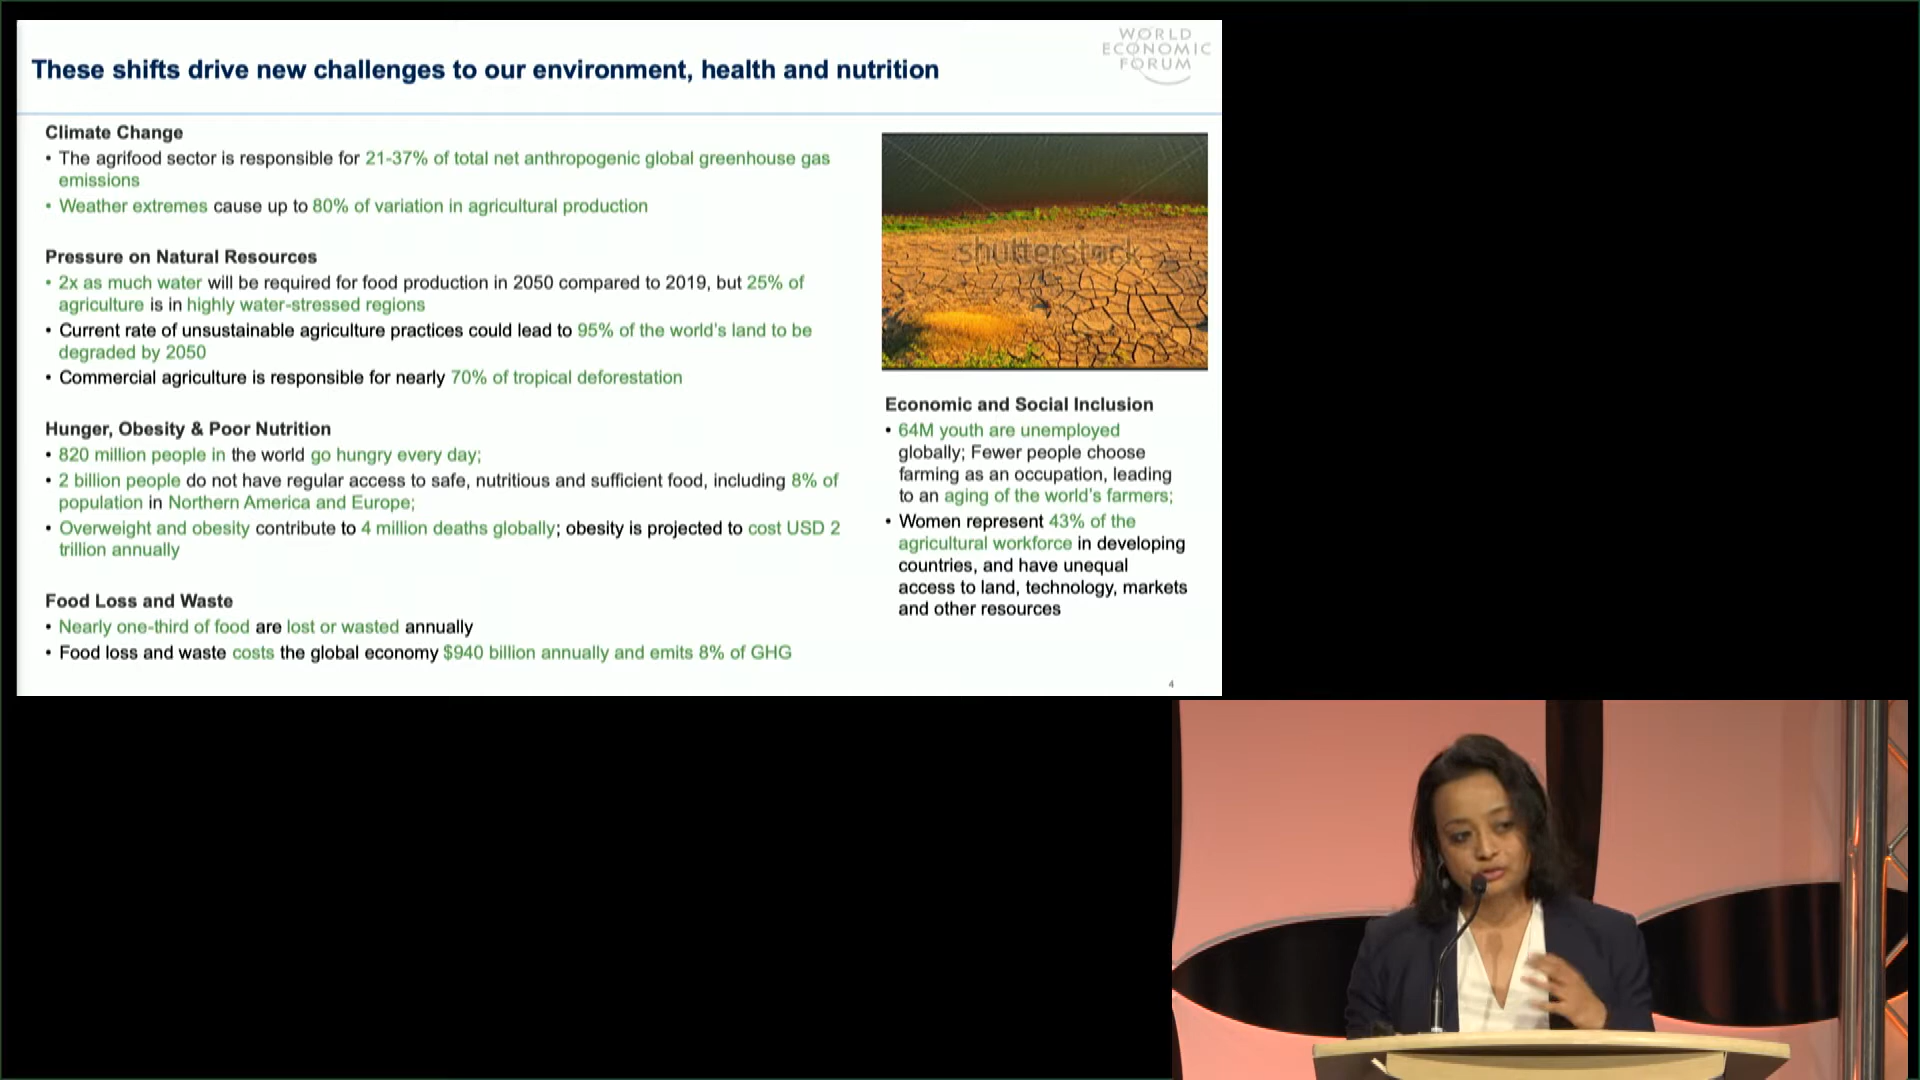 These shifts drive new challenges to our environment, health and nutrition
WORLD
ECONOMIC
FORUM
Climate Change
• The agrifood sector is responsible for 21-37% of total net anthropogenic global greenhouse gas
emissions
• Weather extremes cause up to 80% of variation in agricultural production
Pressure on Natural Resources
• 2x as much water will be required for food production in 2050 compared to 2019, but 25% of
agriculture is in highly water-stressed regions
• Current rate of unsustainable agriculture practices could lead to 95% of the world's land to be
degraded by 2050
• Commercial agriculture is responsible for nearly 70% of tropical deforestation
Hunger, Obesity & Poor Nutrition
• 820 million people in the world go hungry every day;
• 2 billion people do not have regular access to safe, nutritious and sufficient food, including 8% of
population in Northern America and Europe;
• Overweight and obesity contribute to 4 million deaths globally; obesity is projected to cost USD 2
trillion annually
Food Loss and Waste
• Nearly one-third of food are lost or wasted annually
• Food loss and waste costs the global economy $940 billion annually and emits 8% of GHG
shutterstock
Economic and Social Inclusion
• 64M youth are unemployed
globally; Fewer people choose
farming as an occupation, leading
to an aging of the world's farmers;
• Women represent 43% of the
agricultural workforce in developing
countries, and have unequal
access to land, technology, markets
and other resources
4